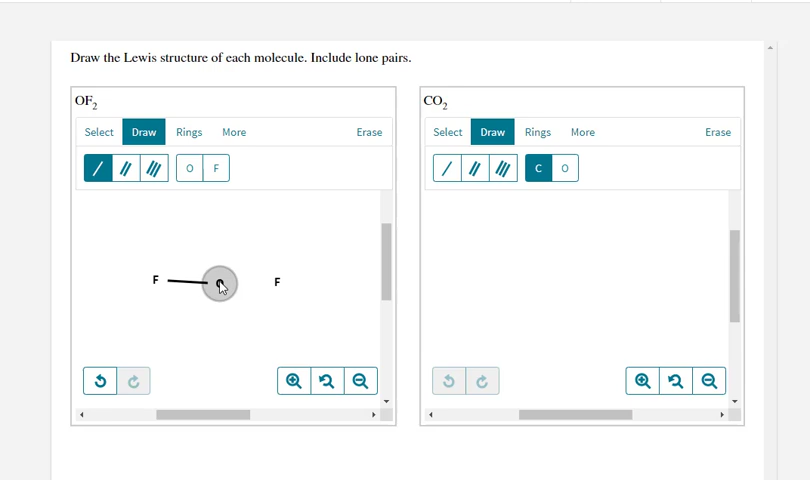 Draw the Lewis structure of each molecule. Include lone pairs.
OF₂
Select Draw Rings More Erase
O F
F O F
CO₂
Select Draw Rings More Erase
C O